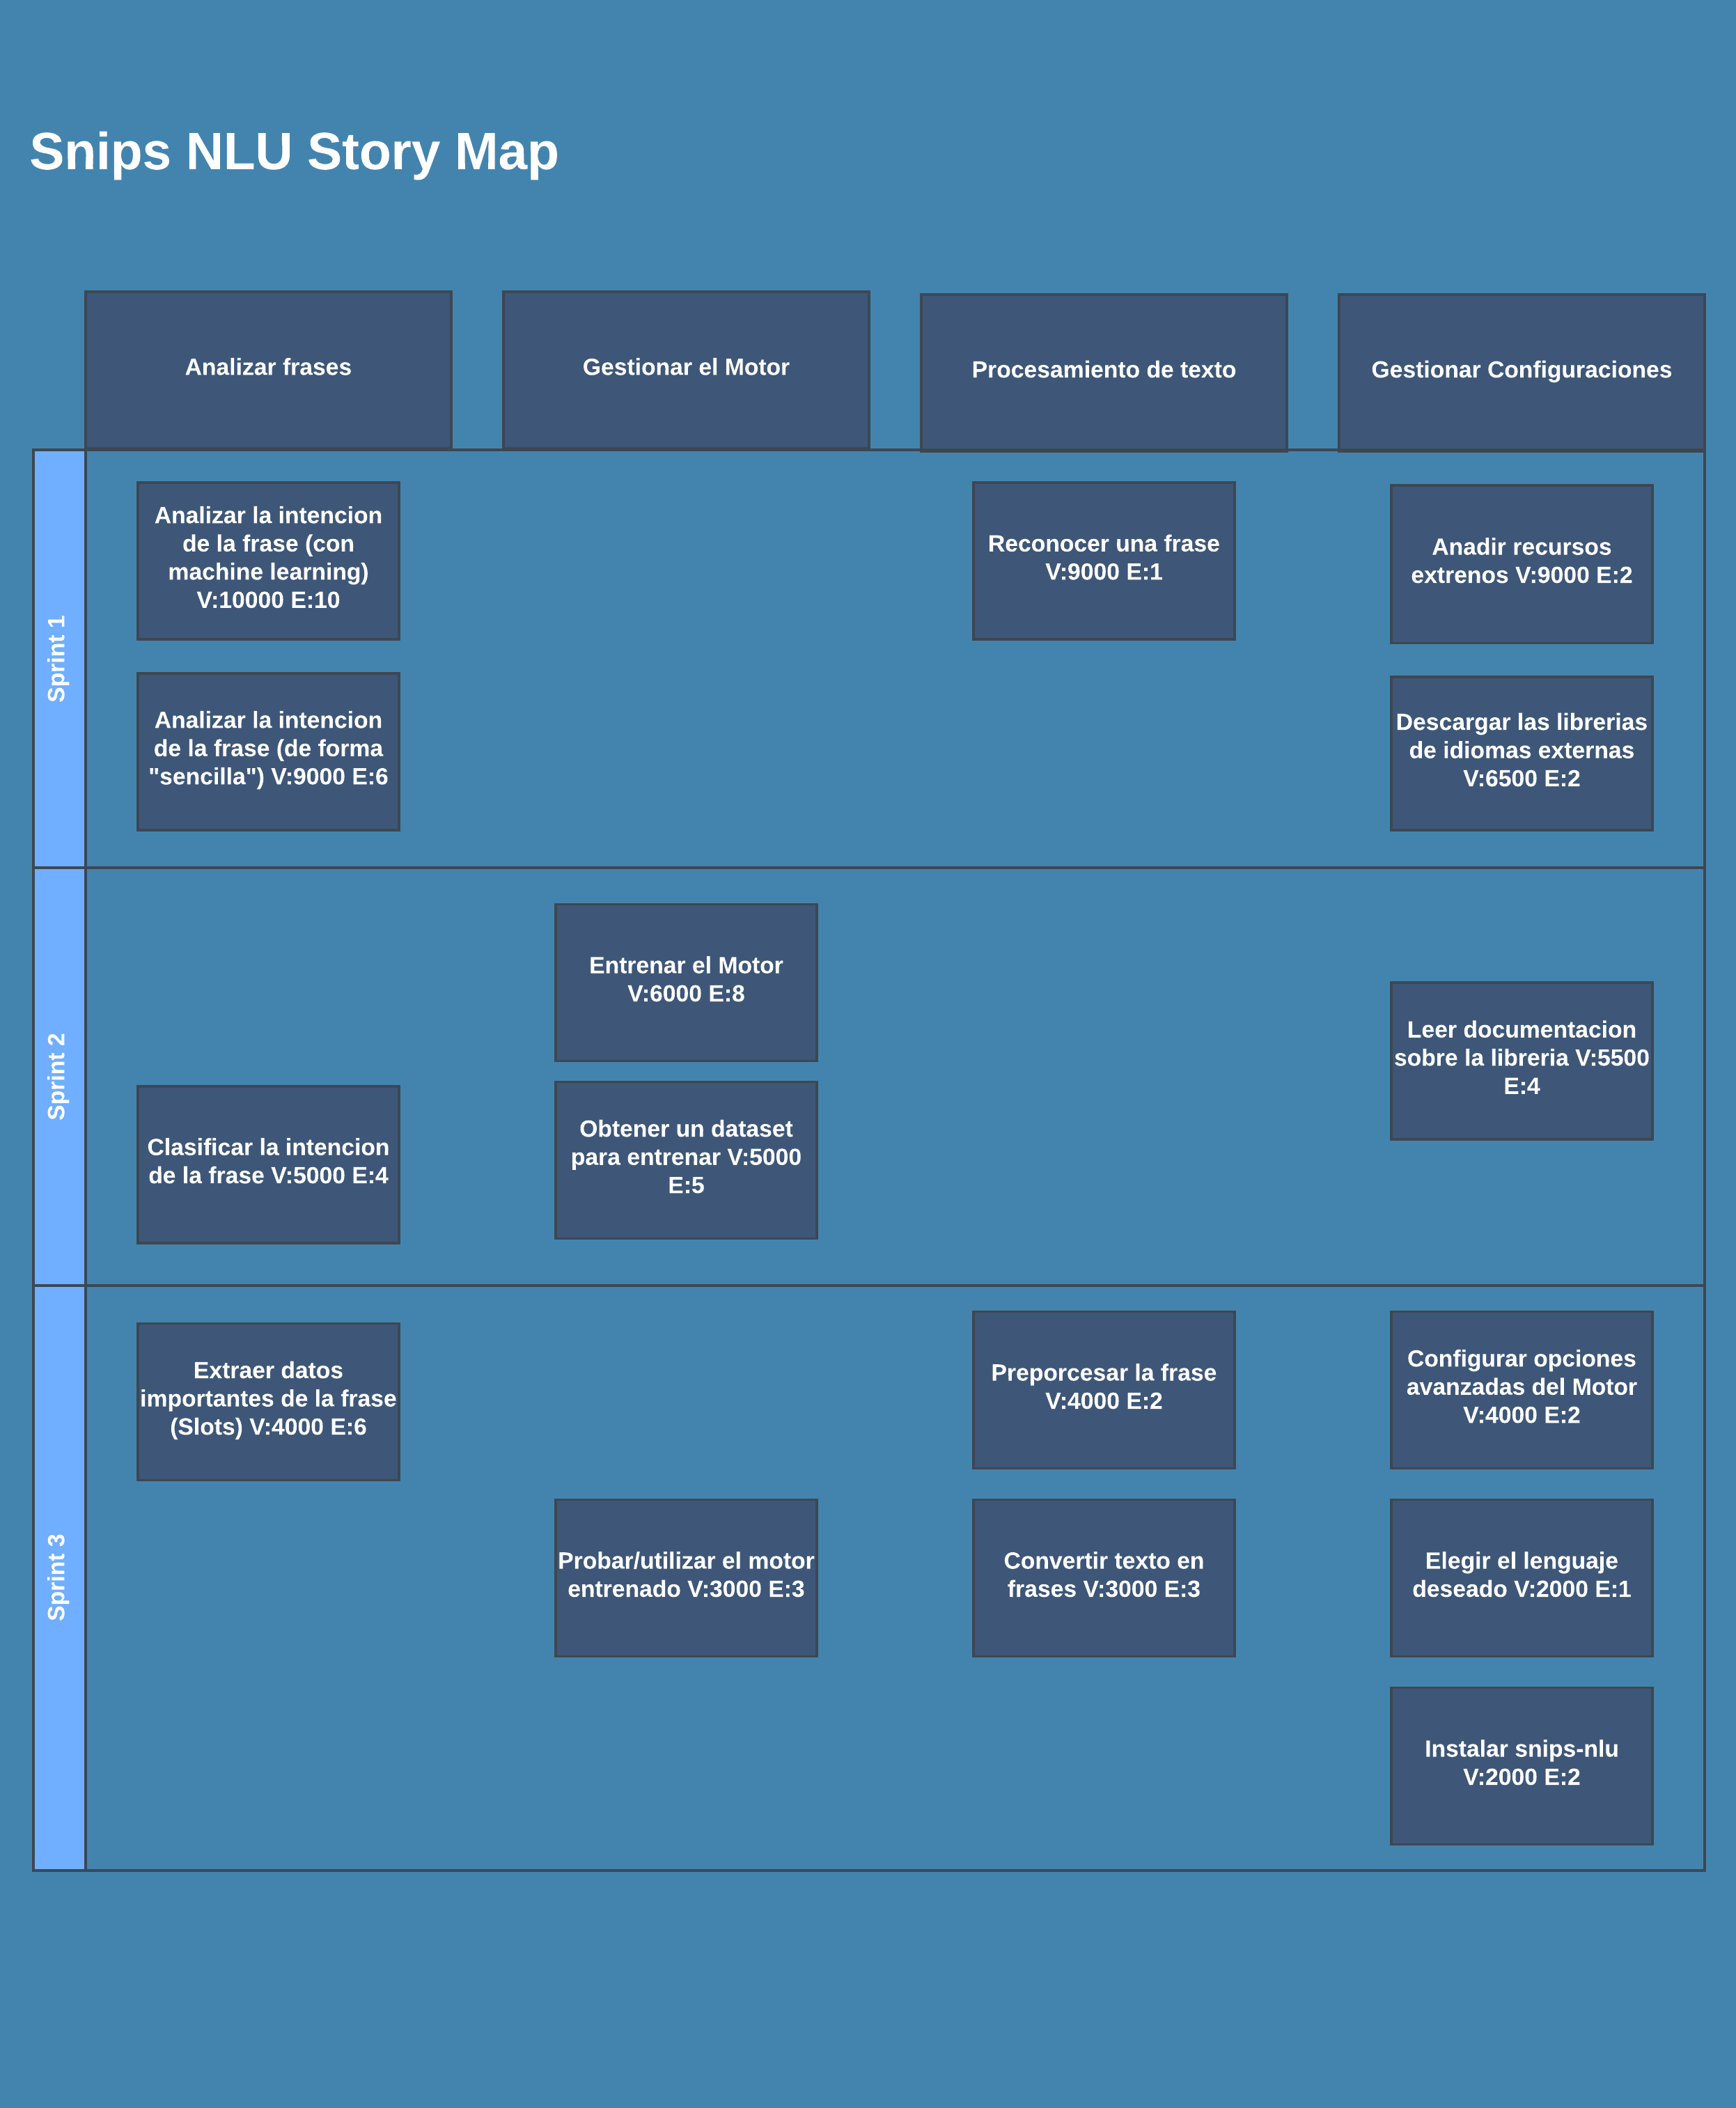 Snips NLU Story Map
Analizar frases
Gestionar el Motor
Procesamiento de texto
Gestionar Configuraciones
Sprint 1
Analizar la intencion
de la frase (con
machine learning)
V:10000 E:10
Reconocer una frase
V:9000 E:1
Anadir recursos
extrenos V:9000 E:2
Analizar la intencion
de la frase (de forma
"sencilla") V:9000 E:6
Descargar las librerias
de idiomas externas
V:6500 E:2
Sprint 2
Entrenar el Motor
V:6000 E:8
Leer documentacion
sobre la libreria V:5500
E:4
Clasificar la intencion
de la frase V:5000 E:4
Obtener un dataset
para entrenar V:5000
E:5
Sprint 3
Extraer datos
importantes de la frase
(Slots) V:4000 E:6
Preporcesar la frase
V:4000 E:2
Configurar opciones
avanzadas del Motor
V:4000 E:2
Probar/utilizar el motor
entrenado V:3000 E:3
Convertir texto en
frases V:3000 E:3
Elegir el lenguaje
deseado V:2000 E:1
Instalar snips-nlu
V:2000 E:2